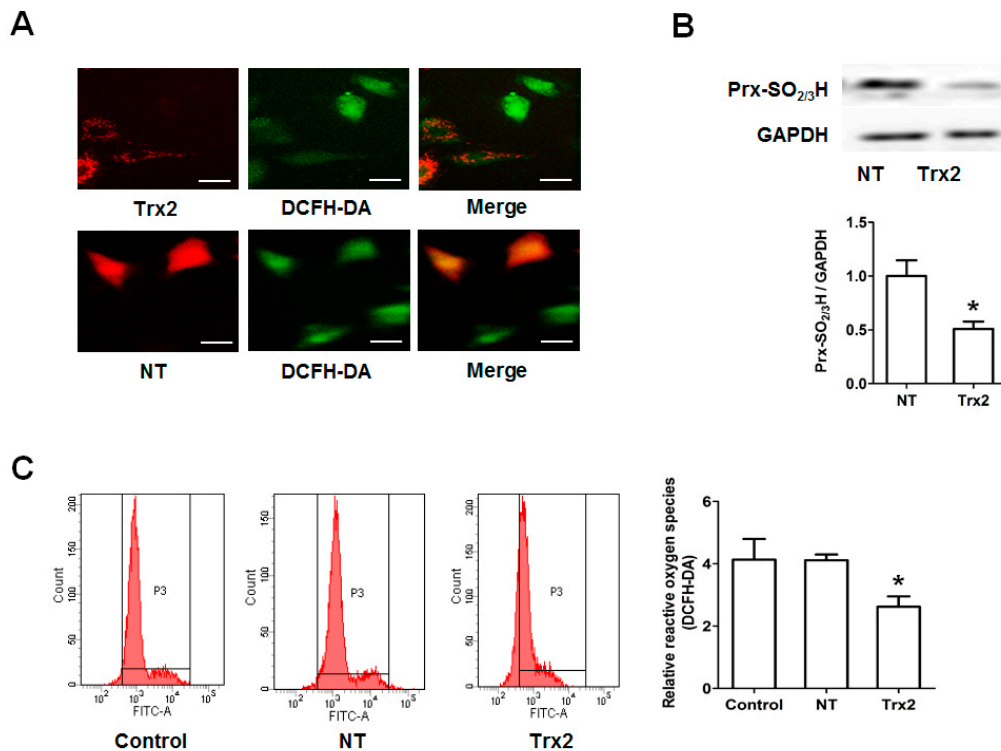 A
Trx2 DCFH-DA Merge
NT DCFH-DA Merge
B
Prx-SO2/3H
GAPDH
NT Trx2
Prx-SO2/3H / GAPDH
1.5
1.0
0.5
0.0
*
NT Trx2
C
Count
200
150
100
50
0
P3
10² 10³ 10⁴ 10⁵
FITC-A
Control
Count
150
100
50
0
P3
10² 10³ 10⁴ 10⁵
FITC-A
NT
Count
200
150
100
50
0
P3
10² 10³ 10⁴ 10⁵
FITC-A
Trx2
Relative reactive oxygen species
(DCFH-DA)
6
4
2
0
*
Control NT Trx2